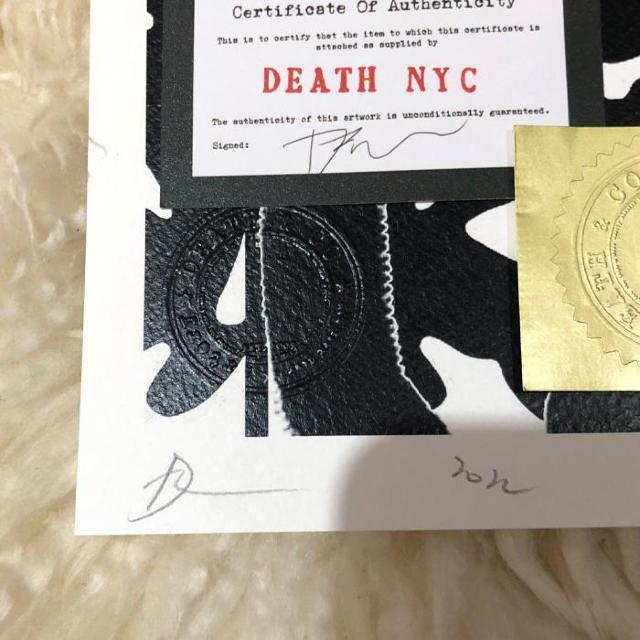 Certificate Of Authenticity
This is to certify that the item to which this certificate is
attached as supplied by
DEATH NYC
The authenticity of this artwork is unconditionally guaranteed.
Signed:
2022